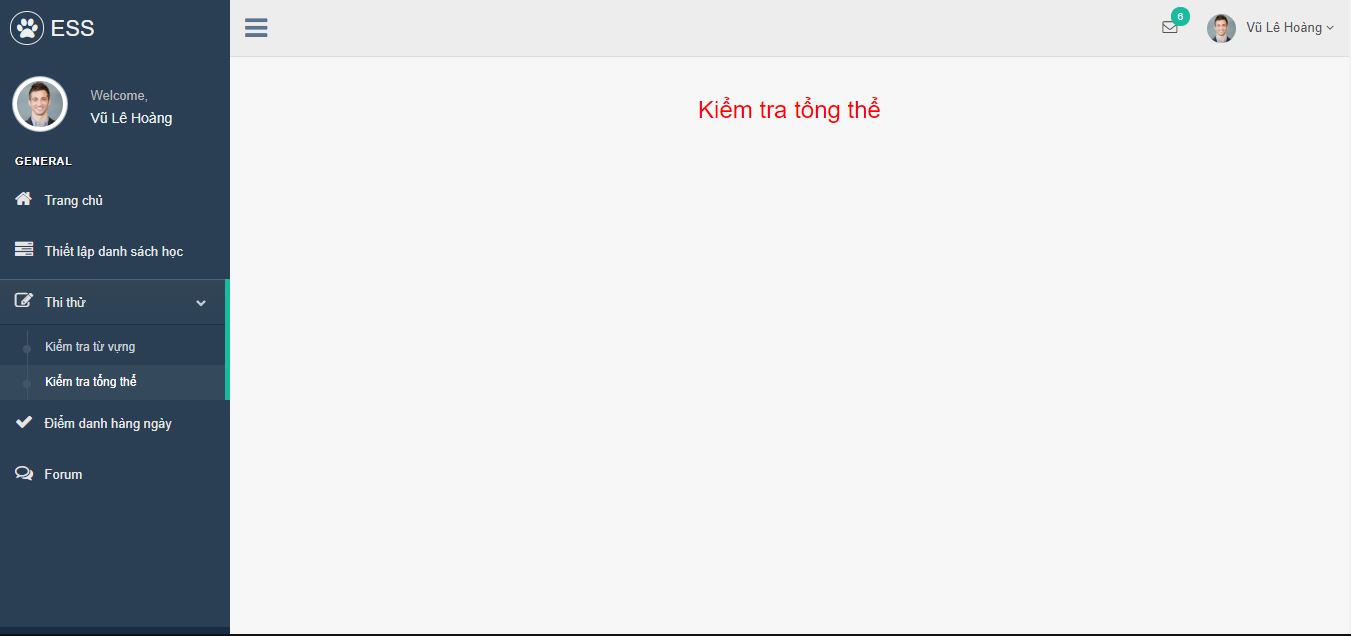 ESS
6
Vũ Lê Hoàng
Welcome,
Vũ Lê Hoàng
GENERAL
Trang chủ
Thiết lập danh sách học
Thi thử
Kiểm tra từ vựng
Kiểm tra tổng thể
Điểm danh hàng ngày
Forum
Kiểm tra tổng thể